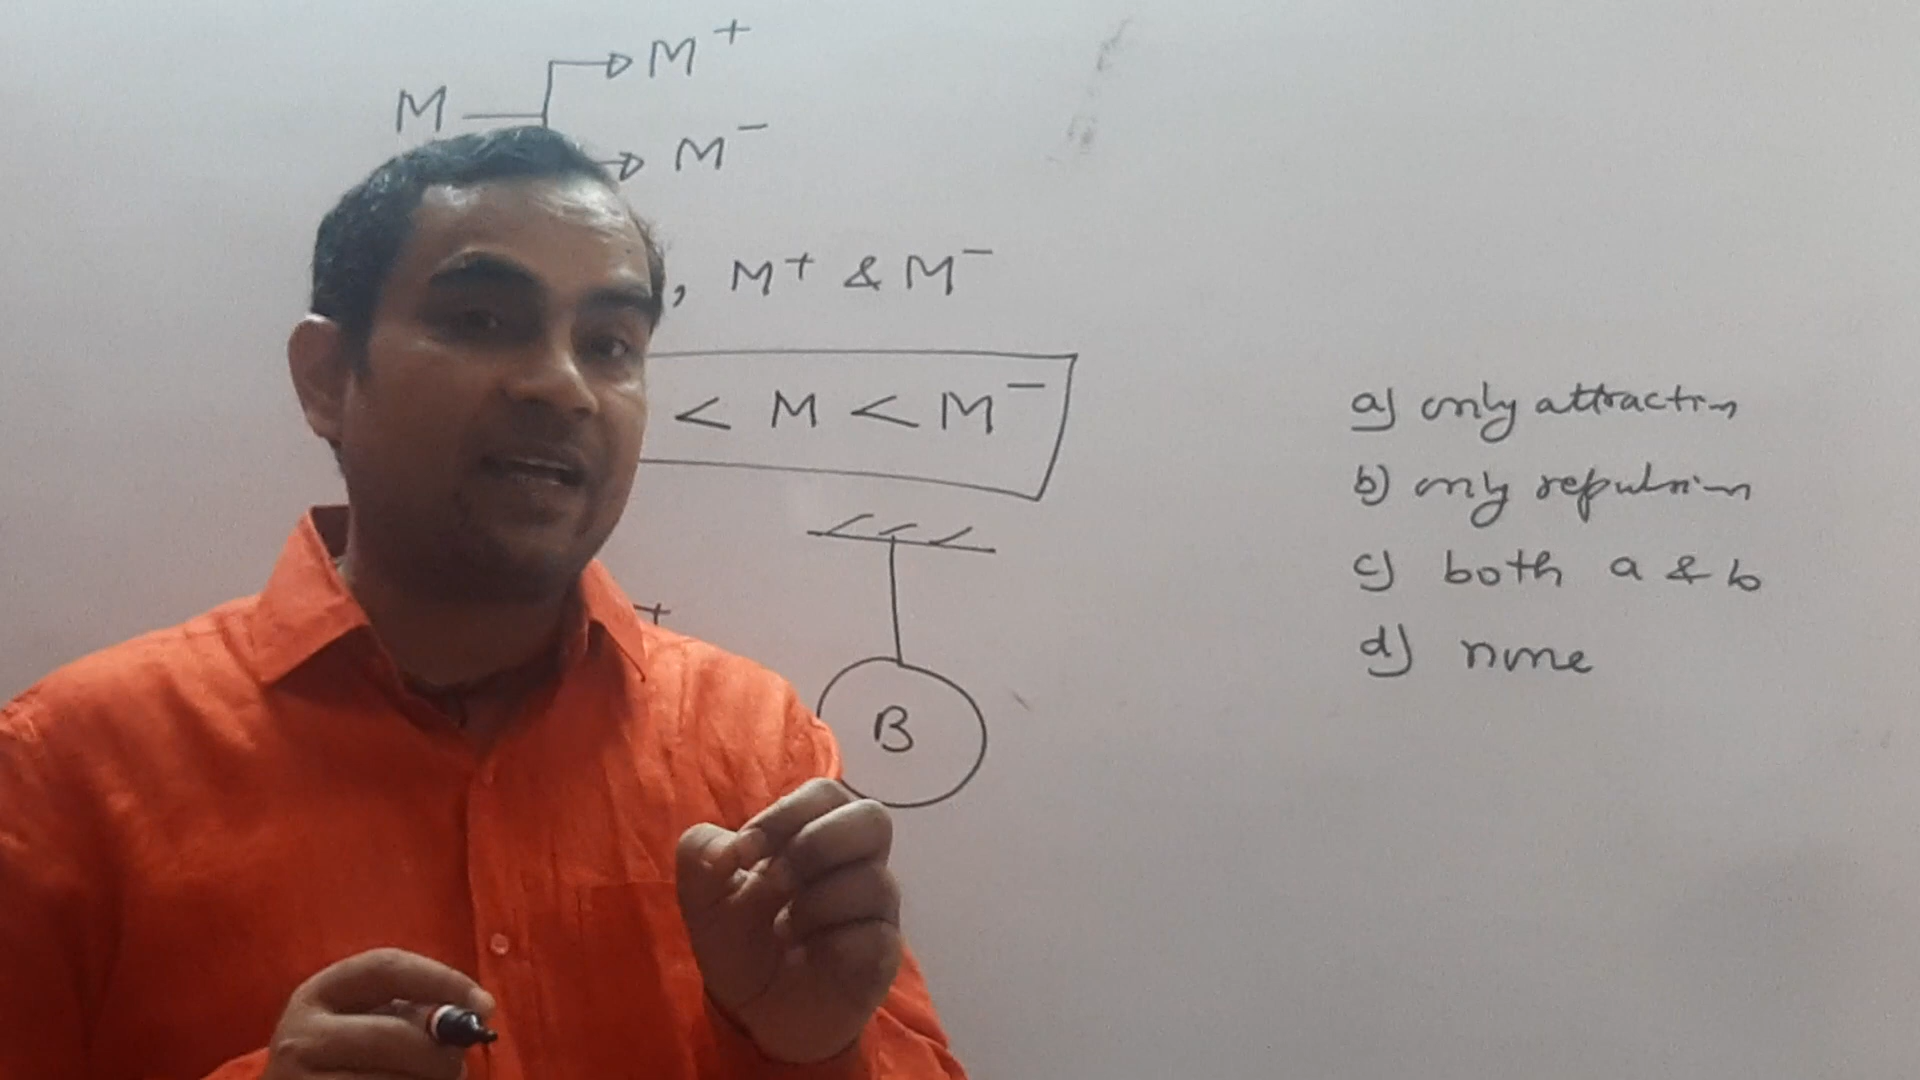 M → M⁺
→ M⁻
, M⁺ & M⁻
< M < M⁻
+
B
a) only attraction
b) only repulsion
c) both a & b
d) none